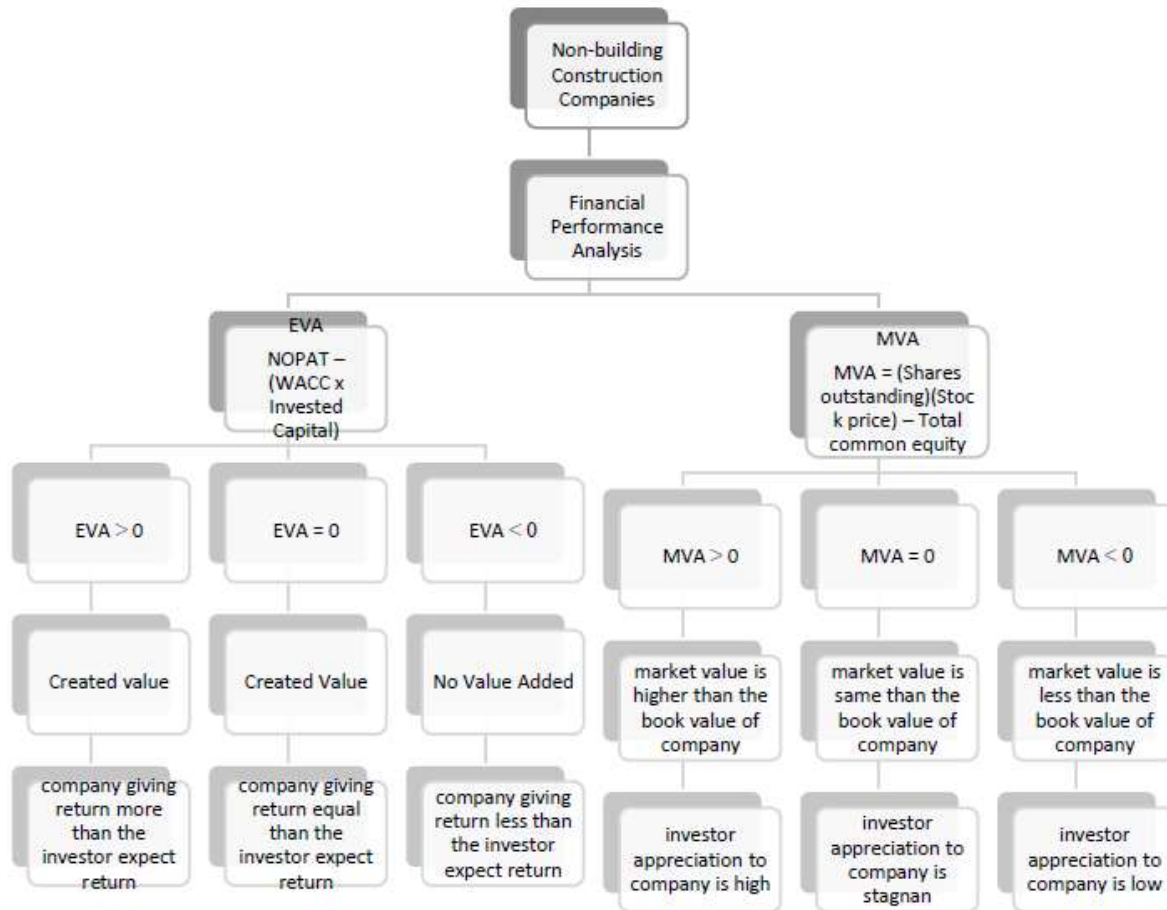 Non-building
Construction
Companies
Financial
Performance
Analysis
EVA
NOPAT –
(WACC x
Invested
Capital)
MVA
MVA = (Shares
outstanding)(Stoc
k price) – Total
common equity
EVA > 0
EVA = 0
EVA < 0
MVA > 0
MVA = 0
MVA < 0
Created value
Created Value
No Value Added
market value is
higher than the
book value of
company
market value is
same than the
book value of
company
market value is
less than the
book value of
company
company giving
return more
than the
investor expect
return
company giving
return equal
than the
investor expect
return
company giving
return less than
the investor
expect return
investor
appreciation to
company is high
investor
appreciation to
company is
stagnan
investor
appreciation to
company is low